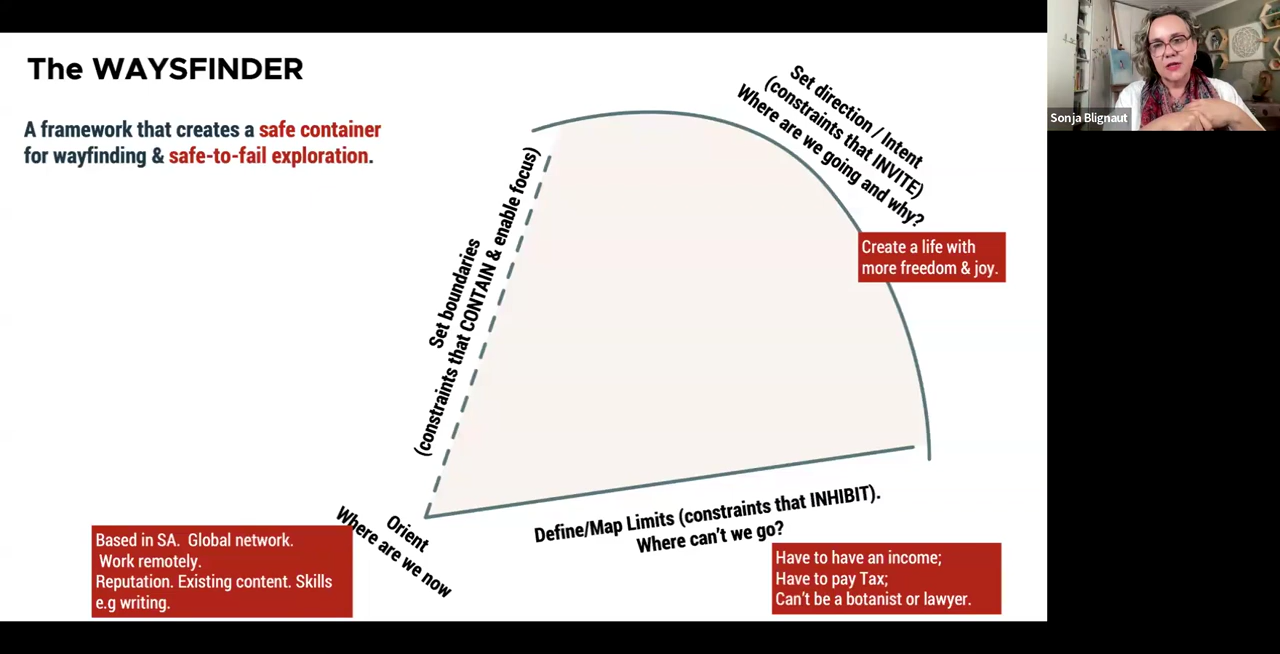 The WAYSFINDER
A framework that creates a safe container
for wayfinding & safe-to-fail exploration.
Set direction / Intent
(constraints that INVITE)
Where are we going and why?
Sonja Blignaut
Create a life with
more freedom & joy.
Set boundaries
(constraints that CONTAIN & enable focus)
Orient
Where are we now
Define/Map Limits (constraints that INHIBIT).
Where can't we go?
Based in SA. Global network.
Work remotely.
Reputation. Existing content. Skills
e.g writing.
Have to have an income;
Have to pay Tax;
Can't be a botanist or lawyer.